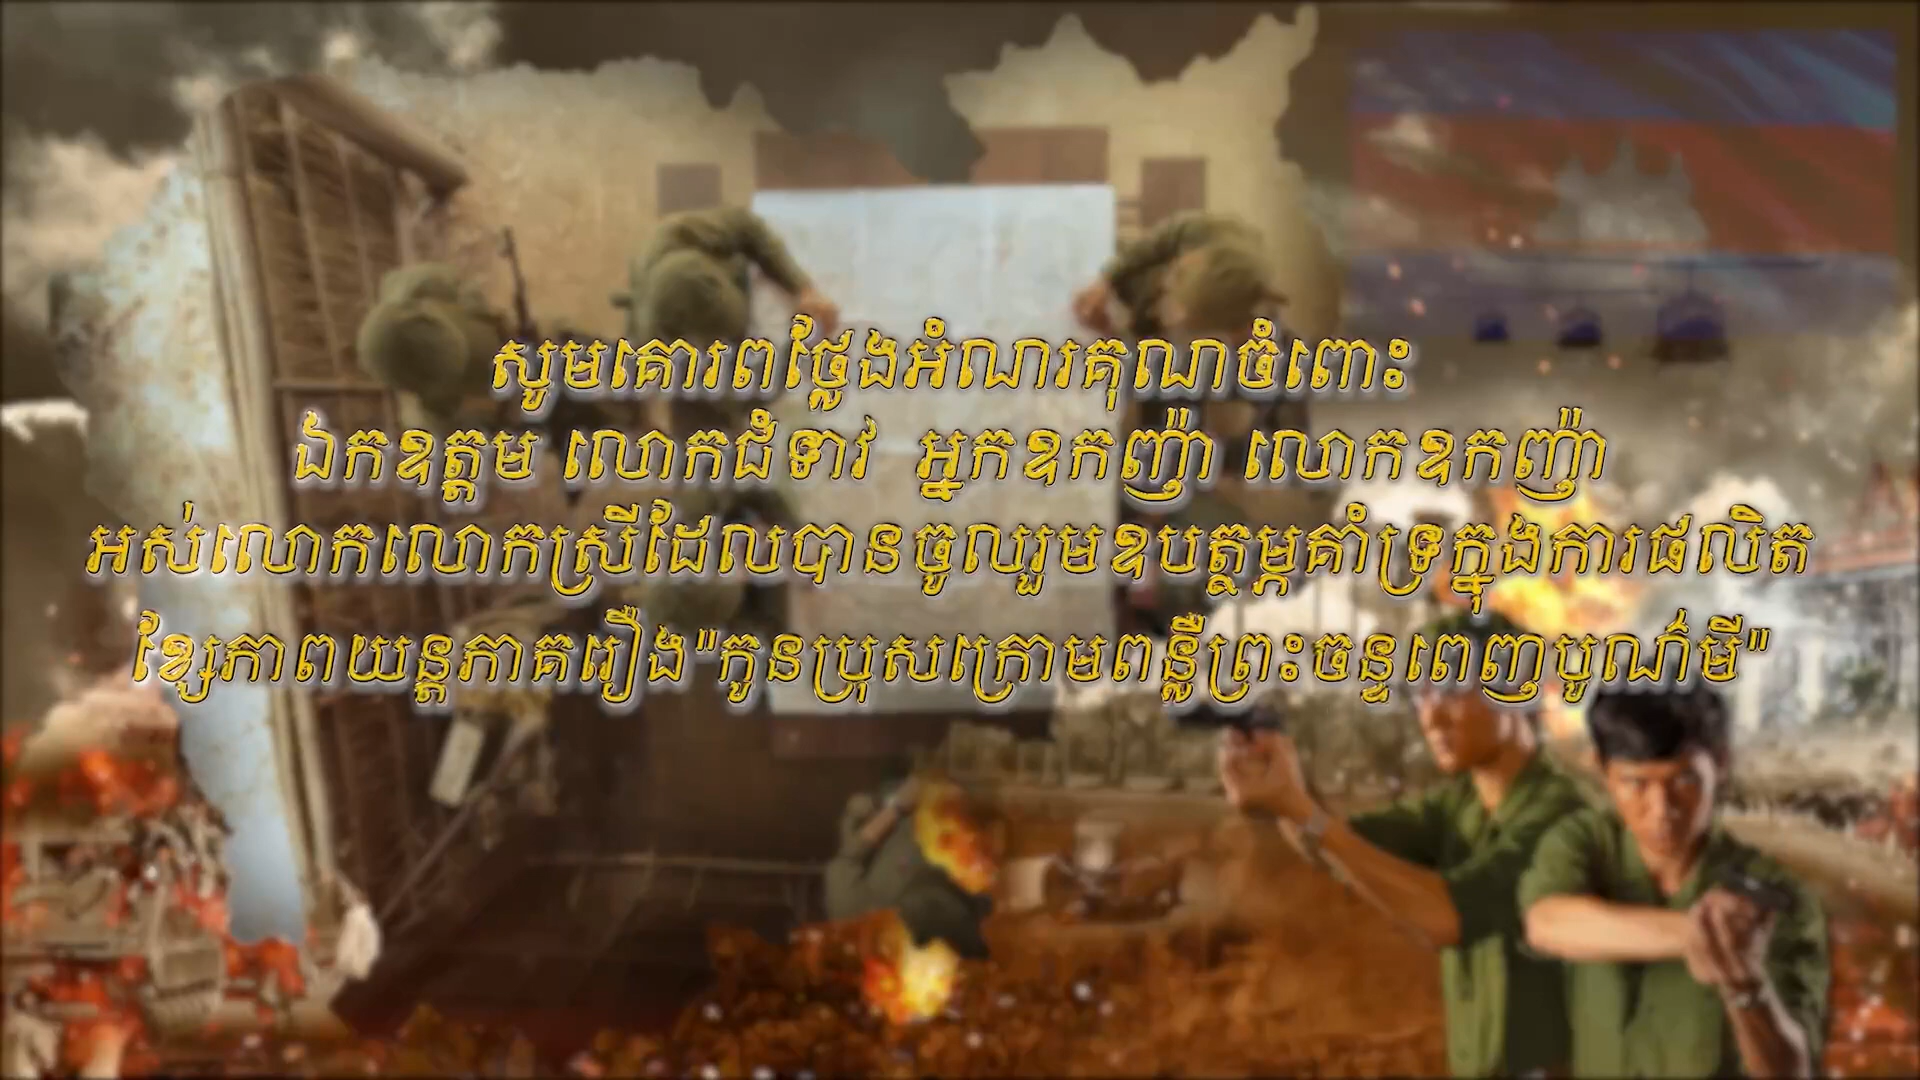 សូមគោរពថ្លែងអំណរគុណចំពោះ
ឯកឧត្តម លោកជំទាវ អ្នកឧកញ៉ា លោកឧកញ៉ា
អស់លោកលោកស្រីដែលបានចូលរួមឧបត្ថម្ភគាំទ្រក្នុងការផលិត
ខ្សែភាពយន្តភាគរឿង"កូនប្រុសក្រោមពន្លឺព្រះចន្ទពេញបូណ៌មី"